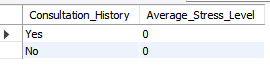 Consultation_History Average_Stress_Level
Yes 0
No 0